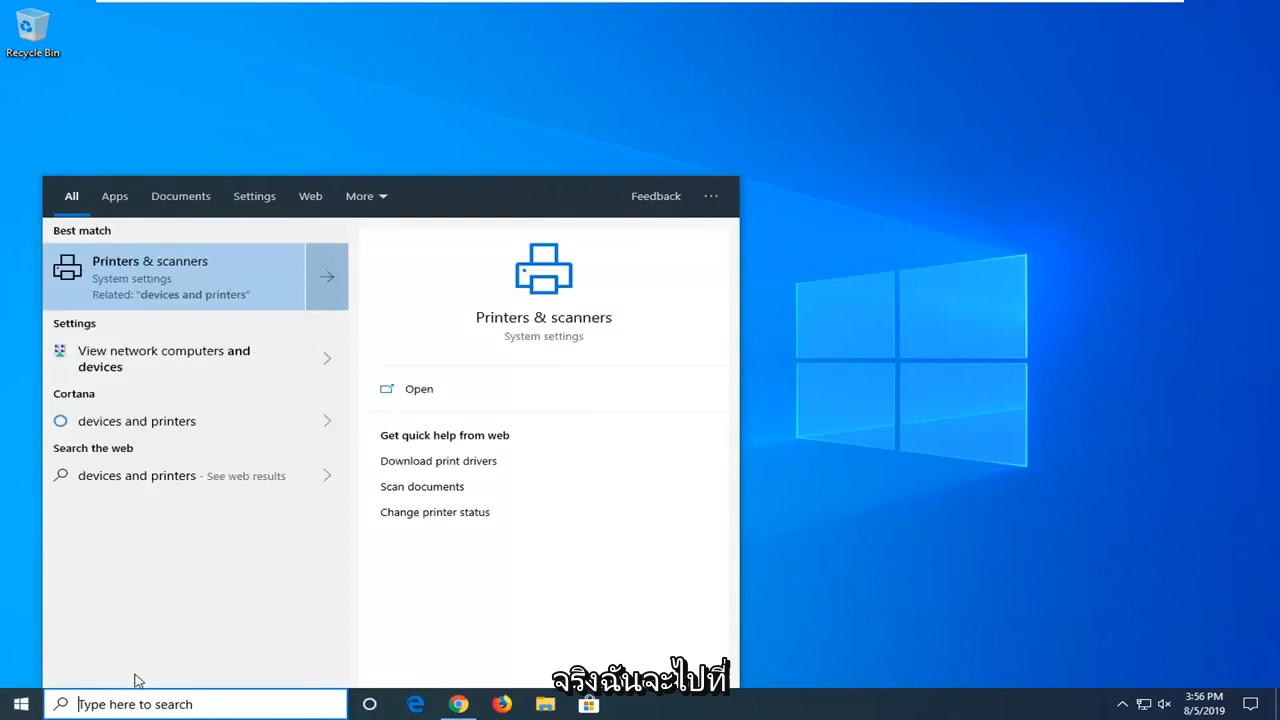 Recycle Bin
All Apps Documents Settings Web More Feedback ...
Best match
Printers & scanners
System settings
Related: "devices and printers"
Settings
View network computers and
devices
Cortana
devices and printers
Search the web
devices and printers - See web results
Printers & scanners
System settings
Open
Get quick help from web
Download print drivers
Scan documents
Change printer status
จริงฉันจะไปที่
Type here to search
3:56 PM
8/5/2019